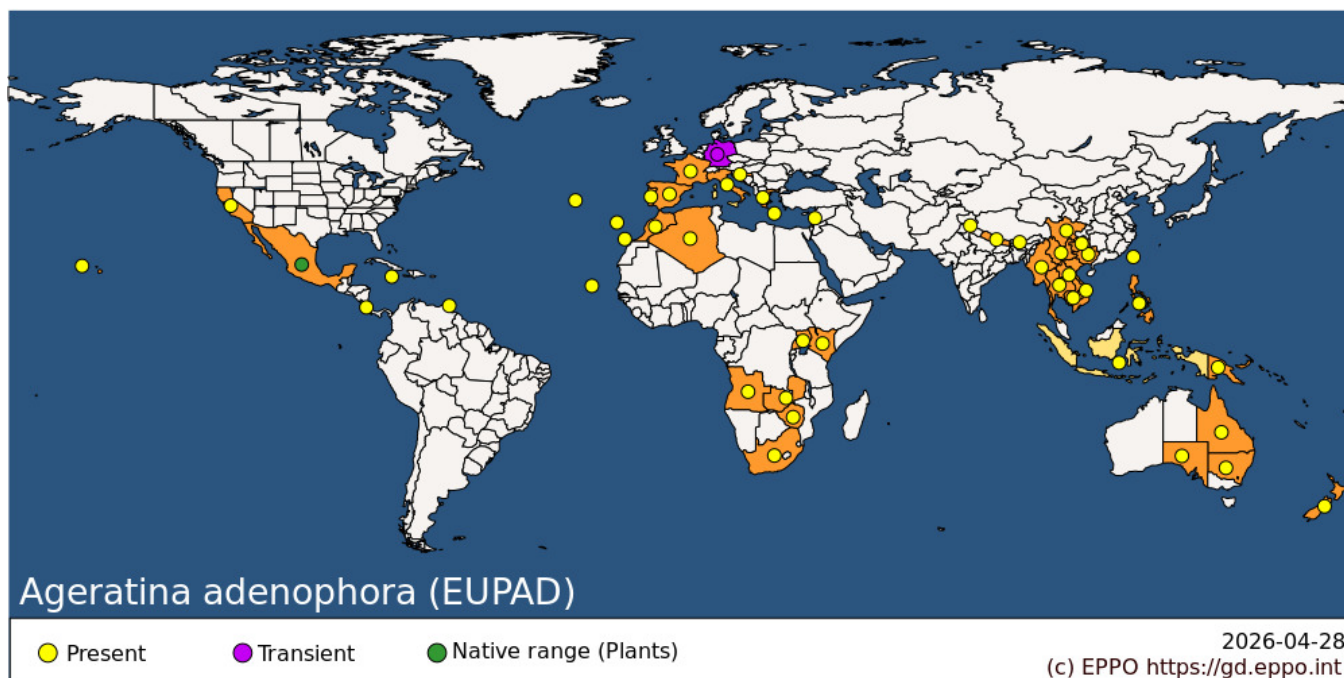 Ageratina adenophora (EUPAD)
Present
Transient
Native range (Plants)
2026-04-28
(c) EPPO https://gd.eppo.int